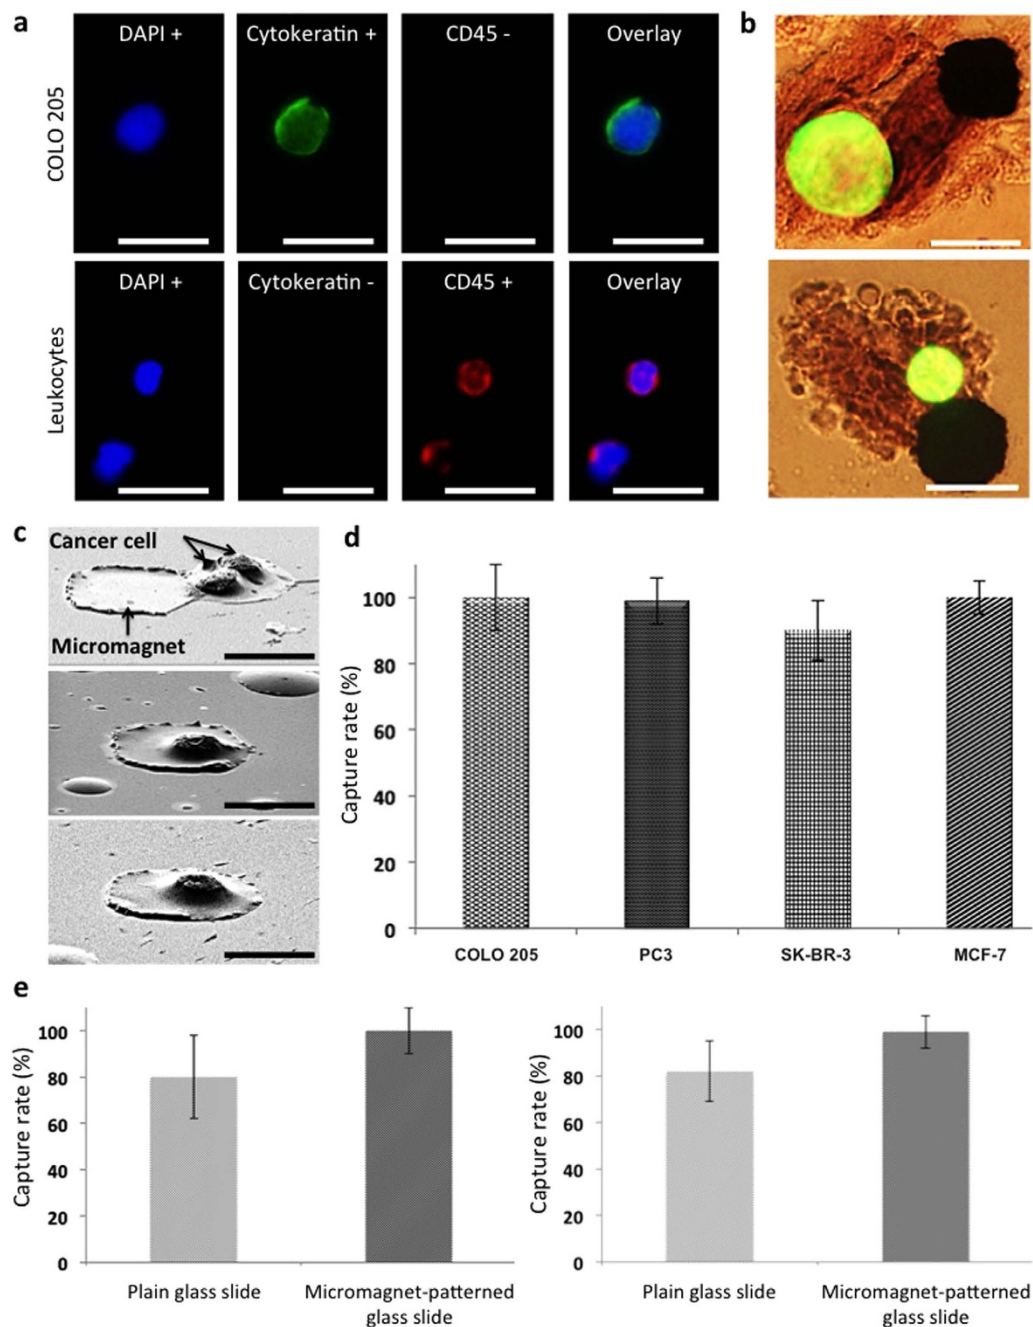 a
DAPI +
Cytokeratin +
CD45 -
Overlay
COLO 205
DAPI +
Cytokeratin -
CD45 +
Overlay
Leukocytes
b
c
Cancer cell
Micromagnet
d
Capture rate (%)
100
80
60
40
20
0
COLO 205
PC3
SK-BR-3
MCF-7
e
Capture rate (%)
100
80
60
40
20
0
Plain glass slide
Micromagnet-patterned
glass slide
Capture rate (%)
100
80
60
40
20
0
Plain glass slide
Micromagnet-patterned
glass slide